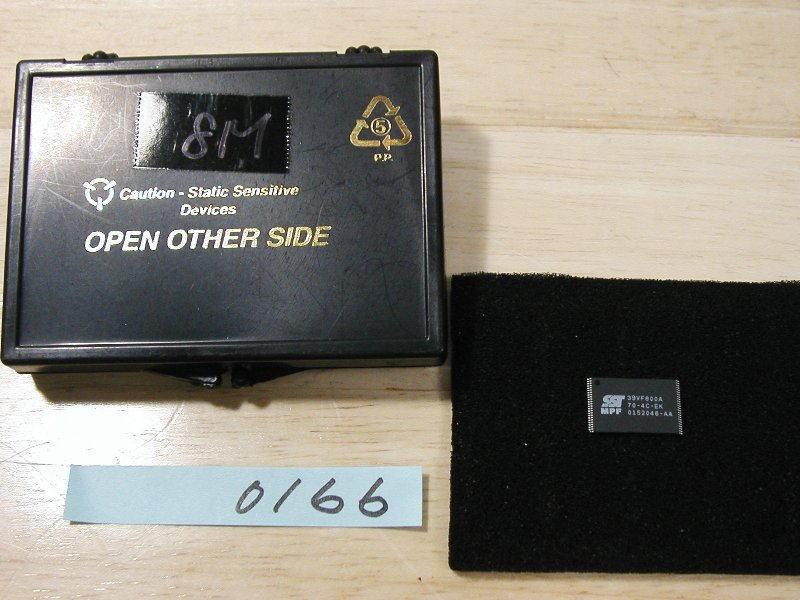 8M
5
P.P.
Caution - Static Sensitive
Devices
OPEN OTHER SIDE
SST
MPF
39VF800A
70-4C-EK
0152046-AA
0166